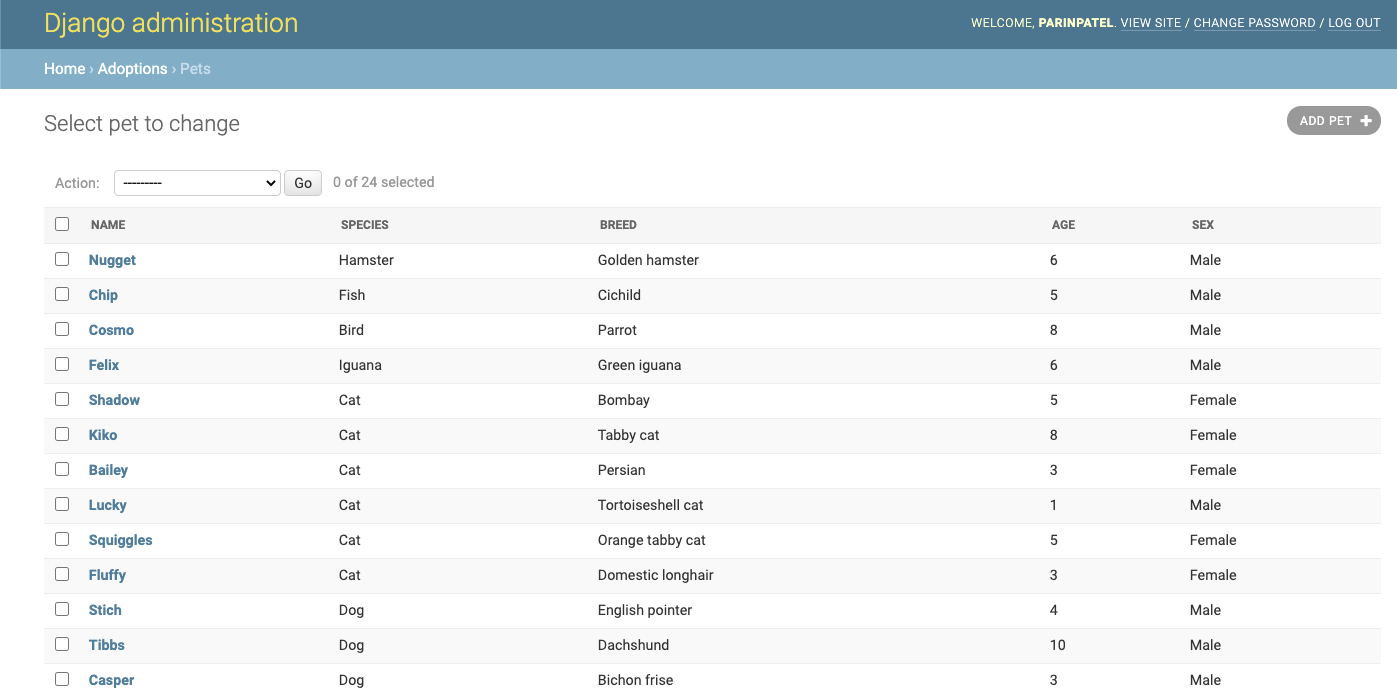 Django administration
WELCOME, PARINPATEL. VIEW SITE / CHANGE PASSWORD / LOG OUT
Home › Adoptions › Pets
Select pet to change
ADD PET +
Action: --------- Go 0 of 24 selected
NAME SPECIES BREED AGE SEX
Nugget Hamster Golden hamster 6 Male
Chip Fish Cichild 5 Male
Cosmo Bird Parrot 8 Male
Felix Iguana Green iguana 6 Male
Shadow Cat Bombay 5 Female
Kiko Cat Tabby cat 8 Female
Bailey Cat Persian 3 Female
Lucky Cat Tortoiseshell cat 1 Male
Squiggles Cat Orange tabby cat 5 Female
Fluffy Cat Domestic longhair 3 Female
Stich Dog English pointer 4 Male
Tibbs Dog Dachshund 10 Male
Casper Dog Bichon frise 3 Male